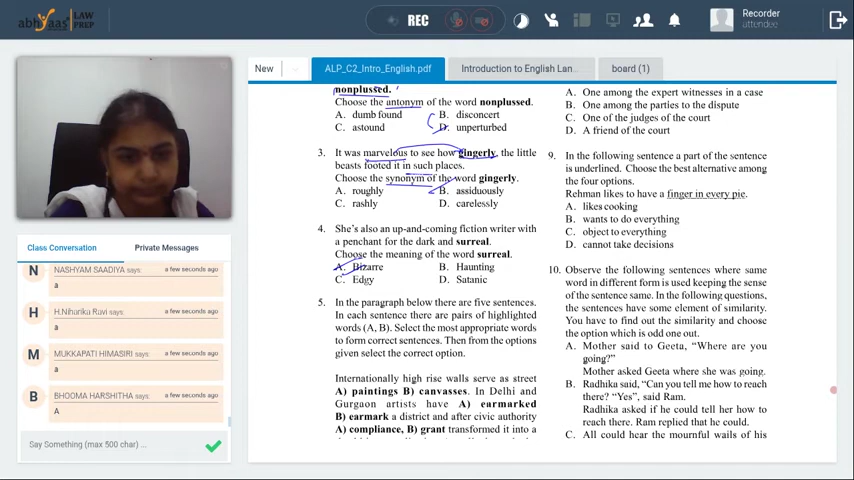 abhyaas LAW PREP
REC
Recorder
attendee
New
ALP_C2_Intro_English.pdf
Introduction to English Lan...
board (1)
nonplussed.
Choose the antonym of the word nonplussed.
A. dumb found B. disconcert
C. astound D. unperturbed
3. It was marvelous to see how gingerly, the little
beasts footed it in such places.
Choose the synonym of the word gingerly.
A. roughly B. assiduously
C. rashly D. carelessly
4. She's also an up-and-coming fiction writer with
a penchant for the dark and surreal.
Choose the meaning of the word surreal.
A. Bizarre B. Haunting
C. Edgy D. Satanic
5. In the paragraph below there are five sentences.
In each sentence there are pairs of highlighted
words (A, B). Select the most appropriate words
to form correct sentences. Then from the options
given select the correct option.
Internationally high rise walls serve as street
A) paintings B) canvasses. In Delhi and
Gurgaon artists have A) earmarked
B) earmark a district and after civic authority
A) compliance, B) grant transformed it into a
A. One among the expert witnesses in a case
B. One among the parties to the dispute
C. One of the judges of the court
D. A friend of the court
9. In the following sentence a part of the sentence
is underlined. Choose the best alternative among
the four options.
Rehman likes to have a finger in every pie.
A. likes cooking
B. wants to do everything
C. object to everything
D. cannot take decisions
10. Observe the following sentences where same
word in different form is used keeping the sense
of the sentence same. In the following questions,
the sentences have some element of similarity.
You have to find out the similarity and choose
the option which is odd one out.
A. Mother said to Geeta, "Where are you
going?"
Mother asked Geeta where she was going.
B. Radhika said, "Can you tell me how to reach
there? "Yes", said Ram.
Radhika asked if he could tell her how to
reach there. Ram replied that he could.
C. All could hear the mournful wails of his
Class Conversation
Private Messages
N
NASHYAM SAADIYA says: a few seconds ago
a
H
H.Niharika Ravi says: a few seconds ago
a
M
MUKKAPATI HIMASIRI says: a few seconds ago
a
B
BHOOMA HARSHITHA says: a few seconds ago
A
Say Something (max 500 char) ...